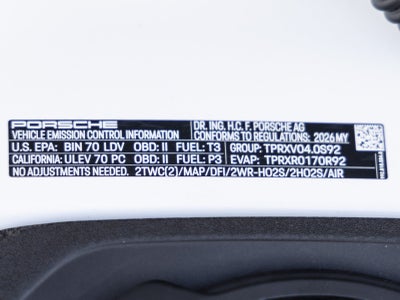 PORSCHE DR. ING. H.C. F. PORSCHE AG
VEHICLE EMISSION CONTROL INFORMATION CONFORMS TO REGULATIONS: 2026 MY
U.S. EPA: BIN 70 LDV OBD: II FUEL: T3 GROUP: TPRXV04.0S92
CALIFORNIA: ULEV 70 PC OBD: II FUEL: P3 EVAP: TPRXR0170R92
NO ADJUSTMENTS NEEDED. 2TWC(2)/MAP/DFI/2WR-HO2S/2HO2S/AIR